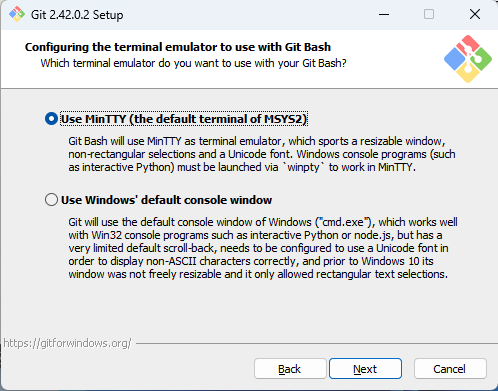 Git 2.42.0.2 Setup
Configuring the terminal emulator to use with Git Bash
Which terminal emulator do you want to use with your Git Bash?
Use MinTTY (the default terminal of MSYS2)
Git Bash will use MinTTY as terminal emulator, which sports a resizable window,
non-rectangular selections and a Unicode font. Windows console programs (such
as interactive Python) must be launched via `winpty` to work in MinTTY.
Use Windows' default console window
Git will use the default console window of Windows ("cmd.exe"), which works well
with Win32 console programs such as interactive Python or node.js, but has a
very limited default scroll-back, needs to be configured to use a Unicode font in
order to display non-ASCII characters correctly, and prior to Windows 10 its
window was not freely resizable and it only allowed rectangular text selections.
https://gitforwindows.org/
Back
Next
Cancel